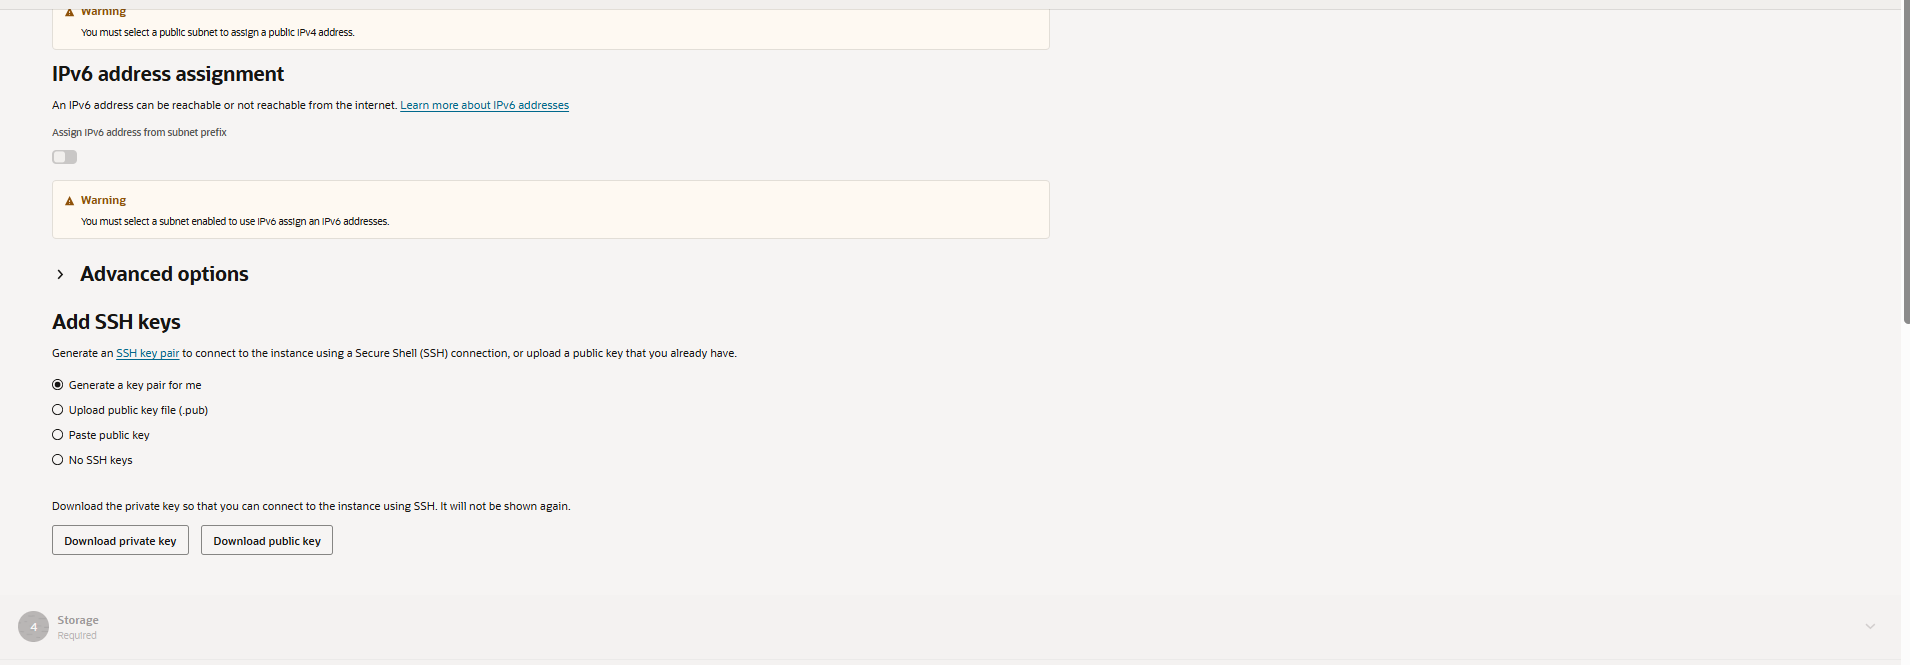 Warning
You must select a public subnet to assign a public IPv4 address.
IPv6 address assignment
An IPv6 address can be reachable or not reachable from the internet. Learn more about IPv6 addresses
Assign IPv6 address from subnet prefix
Warning
You must select a subnet enabled to use IPv6 assign an IPv6 addresses.
Advanced options
Add SSH keys
Generate an SSH key pair to connect to the instance using a Secure Shell (SSH) connection, or upload a public key that you already have.
Generate a key pair for me
Upload public key file (.pub)
Paste public key
No SSH keys
Download the private key so that you can connect to the instance using SSH. It will not be shown again.
Download private key Download public key
4 Storage
Required